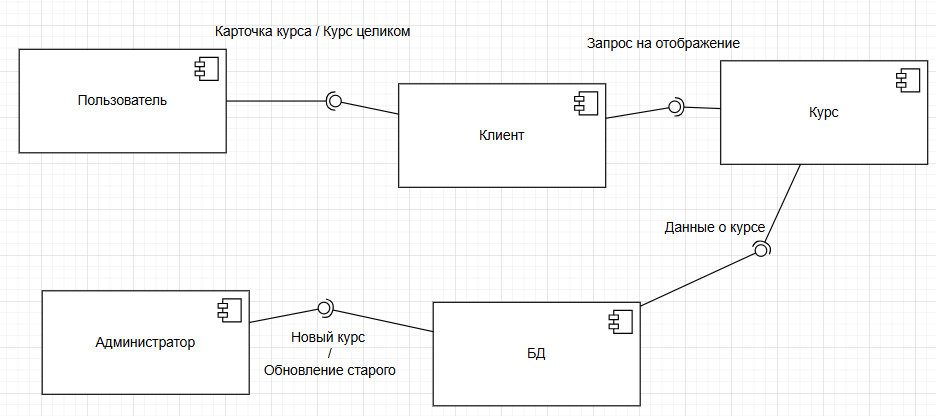 Карточка курса / Курс целиком
Запрос на отображение
Пользователь
Клиент
Курс
Данные о курсе
Администратор
Новый курс
/
Обновление старого
БД